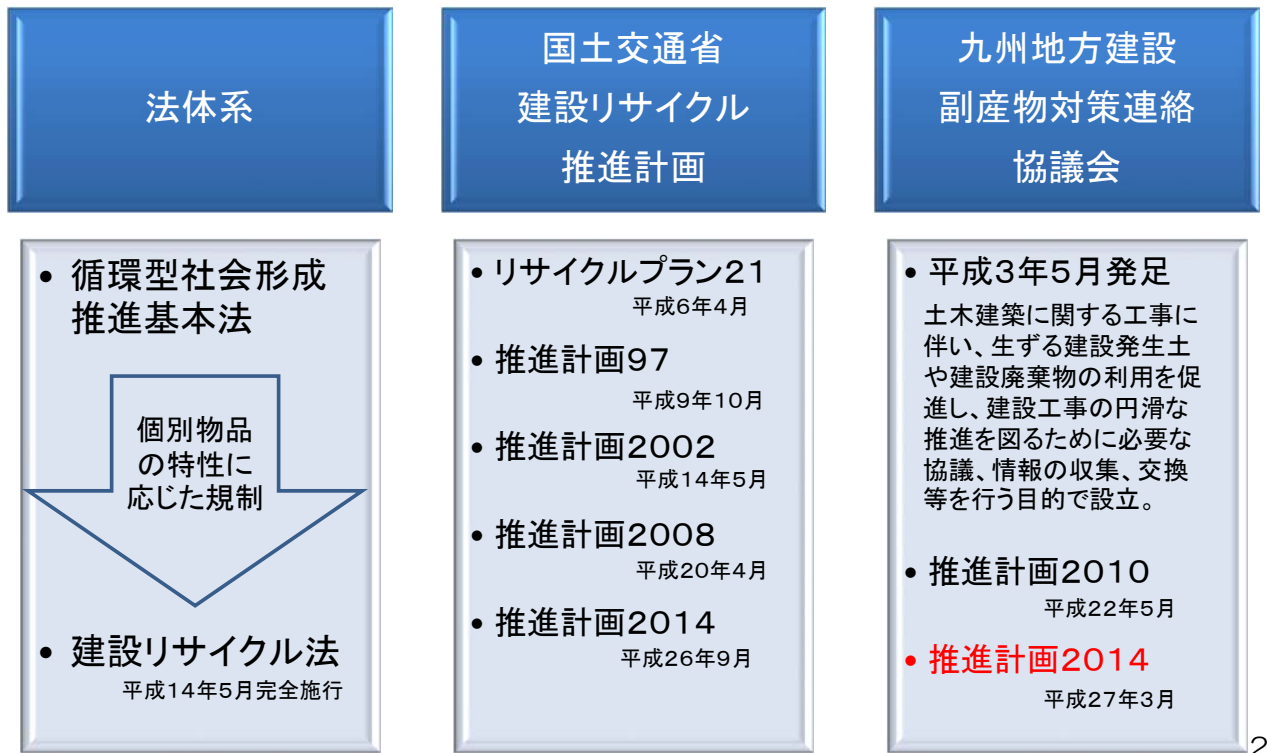 法体系
国土交通省
建設リサイクル
推進計画
九州地方建設
副産物対策連絡
協議会
• 循環型社会形成
推進基本法
個別物品
の特性に
応じた規制
• 建設リサイクル法
平成14年5月完全施行
• リサイクルプラン21
平成6年4月
• 推進計画97
平成9年10月
• 推進計画2002
平成14年5月
• 推進計画2008
平成20年4月
• 推進計画2014
平成26年9月
• 平成3年5月発足
土木建築に関する工事に
伴い、生ずる建設発生土
や建設廃棄物の利用を促
進し、建設工事の円滑な
推進を図るために必要な
協議、情報の収集、交換
等を行う目的で設立。
• 推進計画2010
平成22年5月
• 推進計画2014
平成27年3月
2